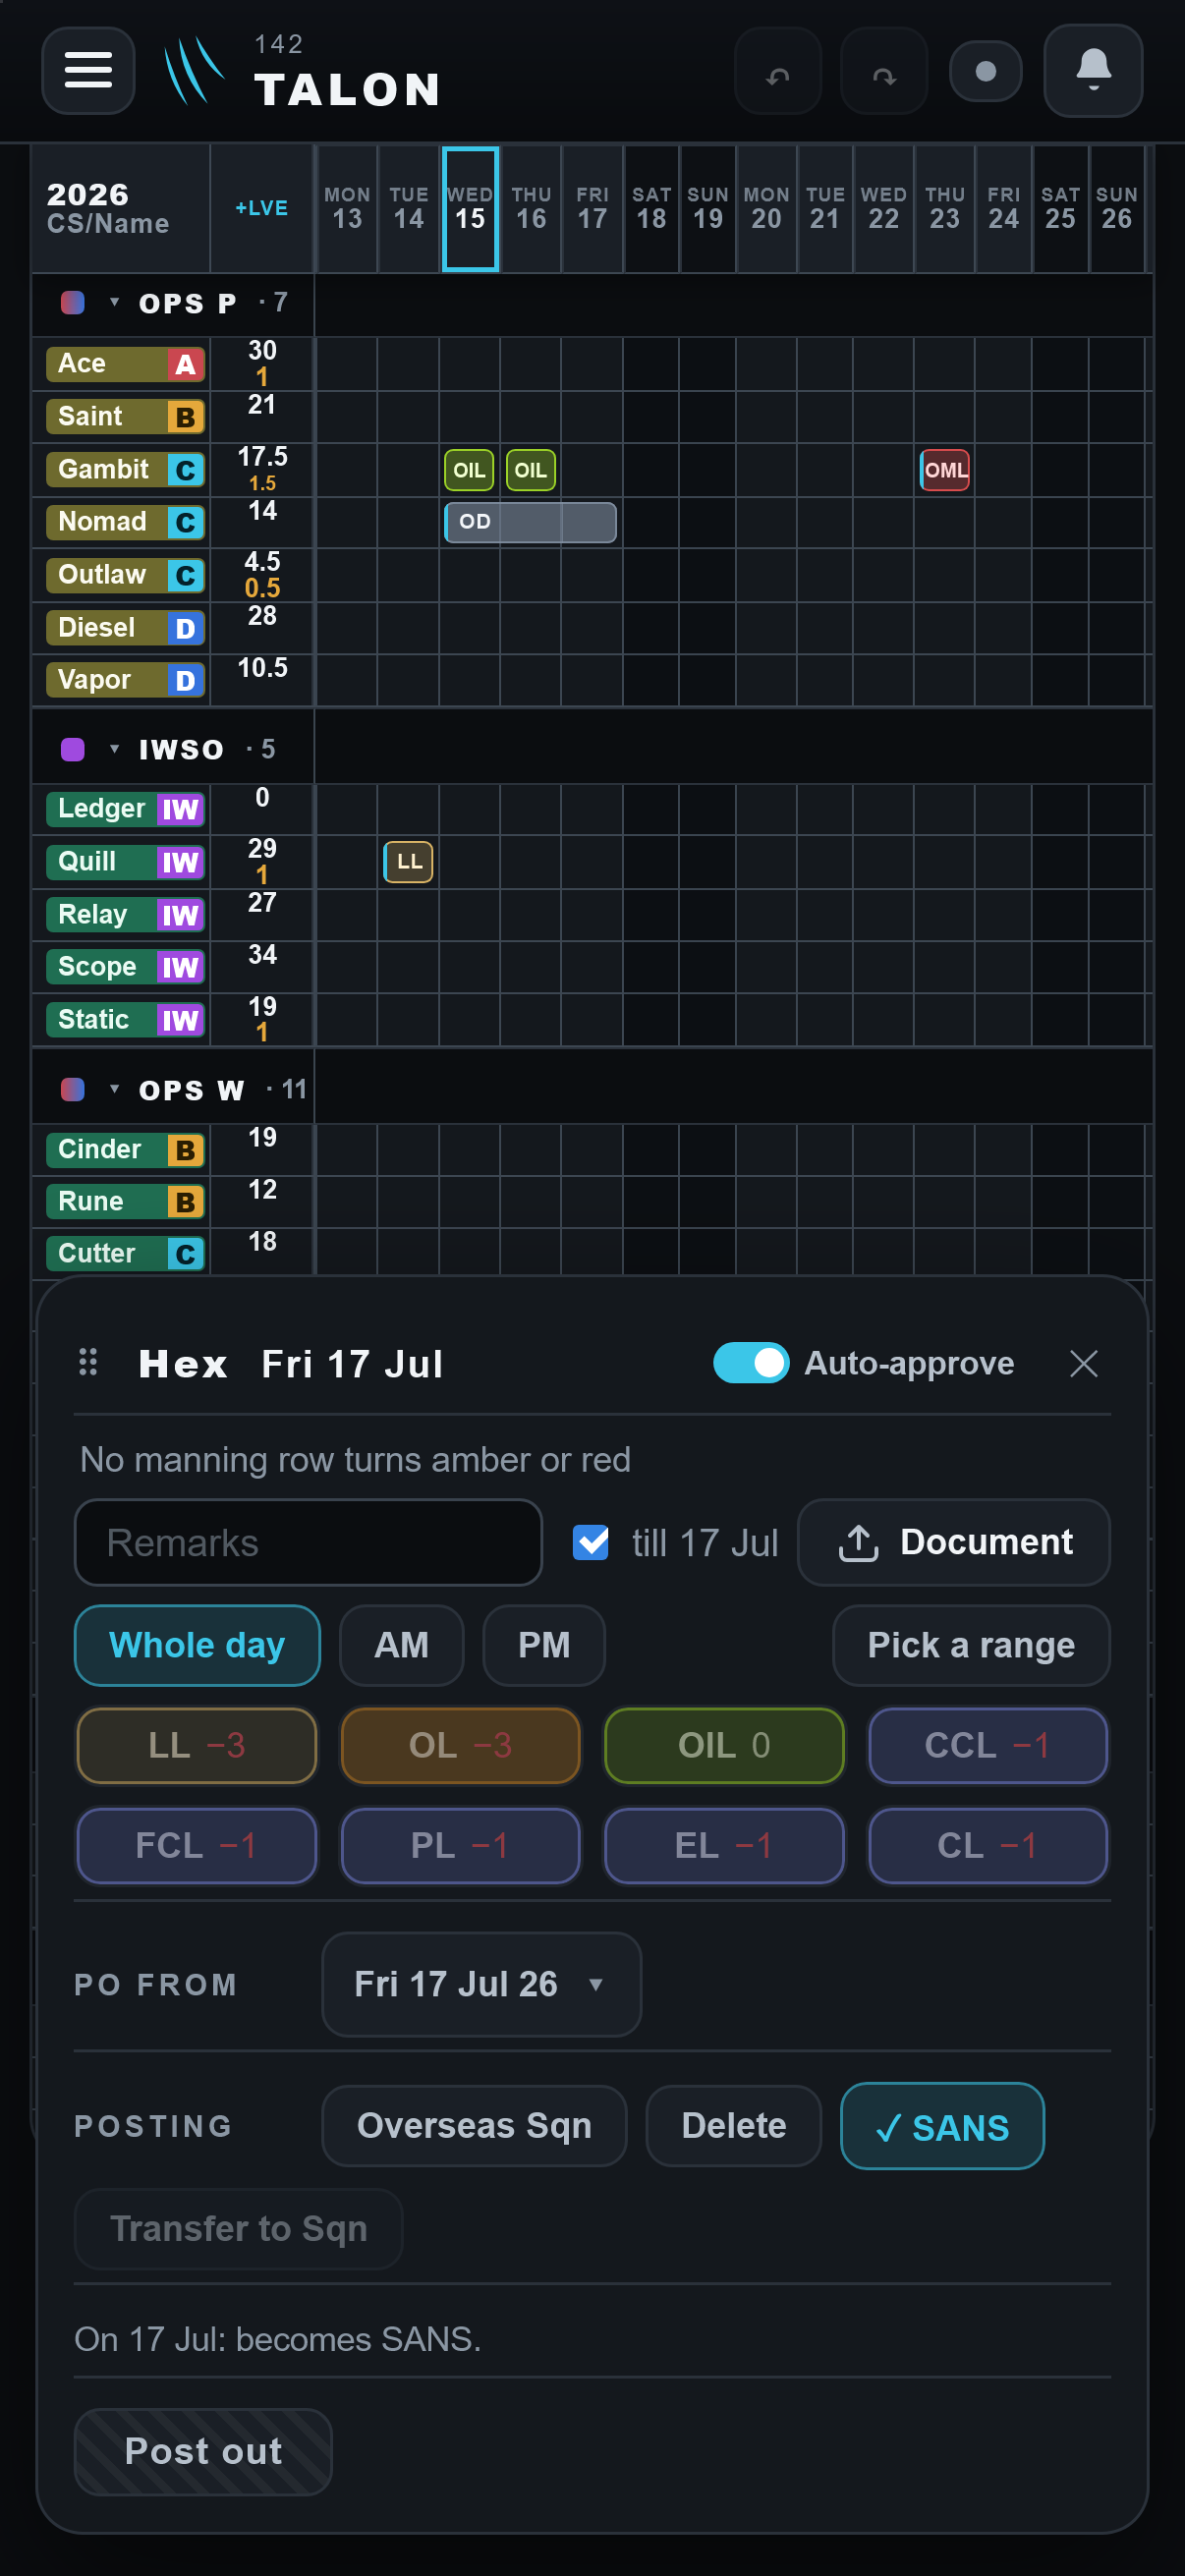 142
TALON
2026
CS/Name
+LVE
MON 13
TUE 14
WED 15
THU 16
FRI 17
SAT 18
SUN 19
MON 20
TUE 21
WED 22
THU 23
FRI 24
SAT 25
SUN 26
▼ OPS P · 7
Ace A 30 1
Saint B 21
Gambit C 17.5 1.5 OIL OIL OML
Nomad C 14 OD
Outlaw C 4.5 0.5
Diesel D 28
Vapor D 10.5
▼ IWSO · 5
Ledger IW 0
Quill IW 29 1 LL
Relay IW 27
Scope IW 34
Static IW 19 1
▼ OPS W · 11
Cinder B 19
Rune B 12
Cutter C 18
Hex Fri 17 Jul Auto-approve
No manning row turns amber or red
Remarks till 17 Jul Document
Whole day AM PM Pick a range
LL −3 OL −3 OIL 0 CCL −1
FCL −1 PL −1 EL −1 CL −1
PO FROM Fri 17 Jul 26 ▼
POSTING Overseas Sqn Delete ✓ SANS
Transfer to Sqn
On 17 Jul: becomes SANS.
Post out